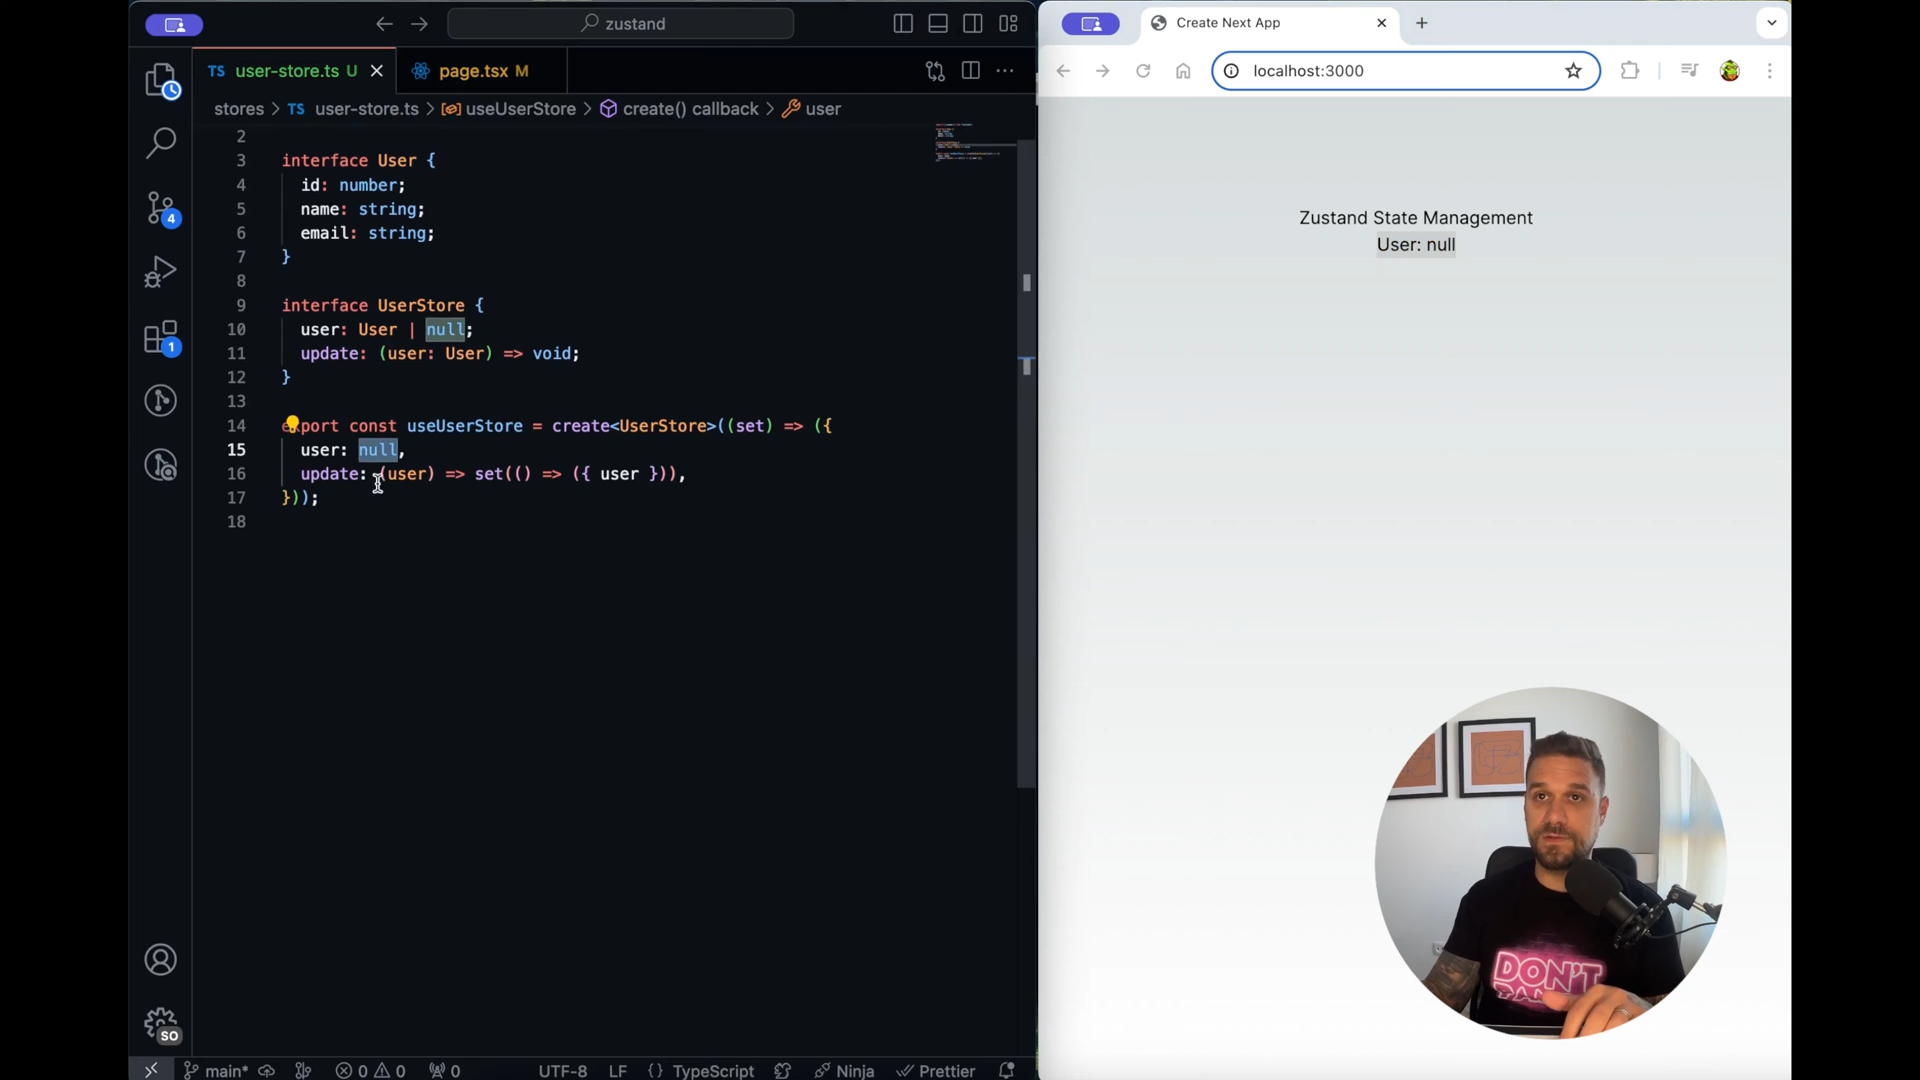 zustand
TS user-store.ts U
page.tsx M
stores > TS user-store.ts > useUserStore > create() callback > user
2
3 interface User {
4 id: number;
5 name: string;
6 email: string;
7 }
8
9 interface UserStore {
10 user: User | null;
11 update: (user: User) => void;
12 }
13
14 export const useUserStore = create<UserStore>((set) => ({
15 user: null,
16 update: (user) => set(() => ({ user })),
17 }));
18
4
1
SO
main* 0 0 0 UTF-8 LF {} TypeScript Ninja Prettier
Create Next App
localhost:3000
Zustand State Management
User: null
DON'T